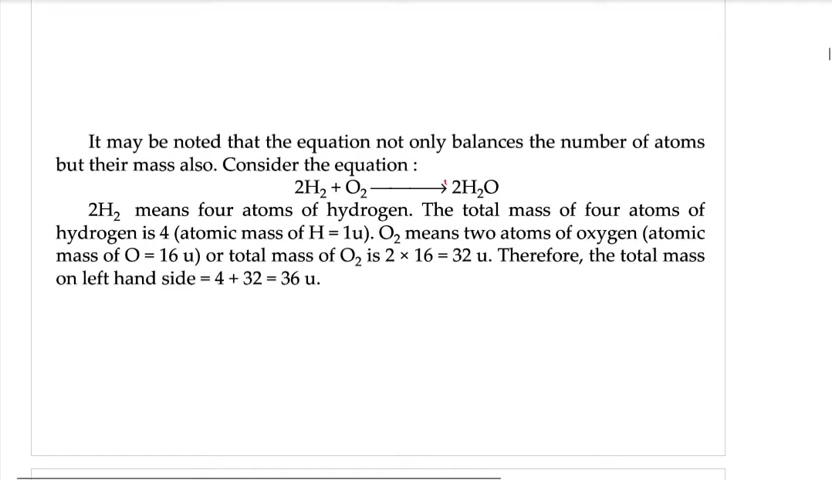 It may be noted that the equation not only balances the number of atoms
but their mass also. Consider the equation :
2H₂ + O₂ ⟶ 2H₂O
2H₂ means four atoms of hydrogen. The total mass of four atoms of
hydrogen is 4 (atomic mass of H = 1u). O₂ means two atoms of oxygen (atomic
mass of O = 16 u) or total mass of O₂ is 2 × 16 = 32 u. Therefore, the total mass
on left hand side = 4 + 32 = 36 u.